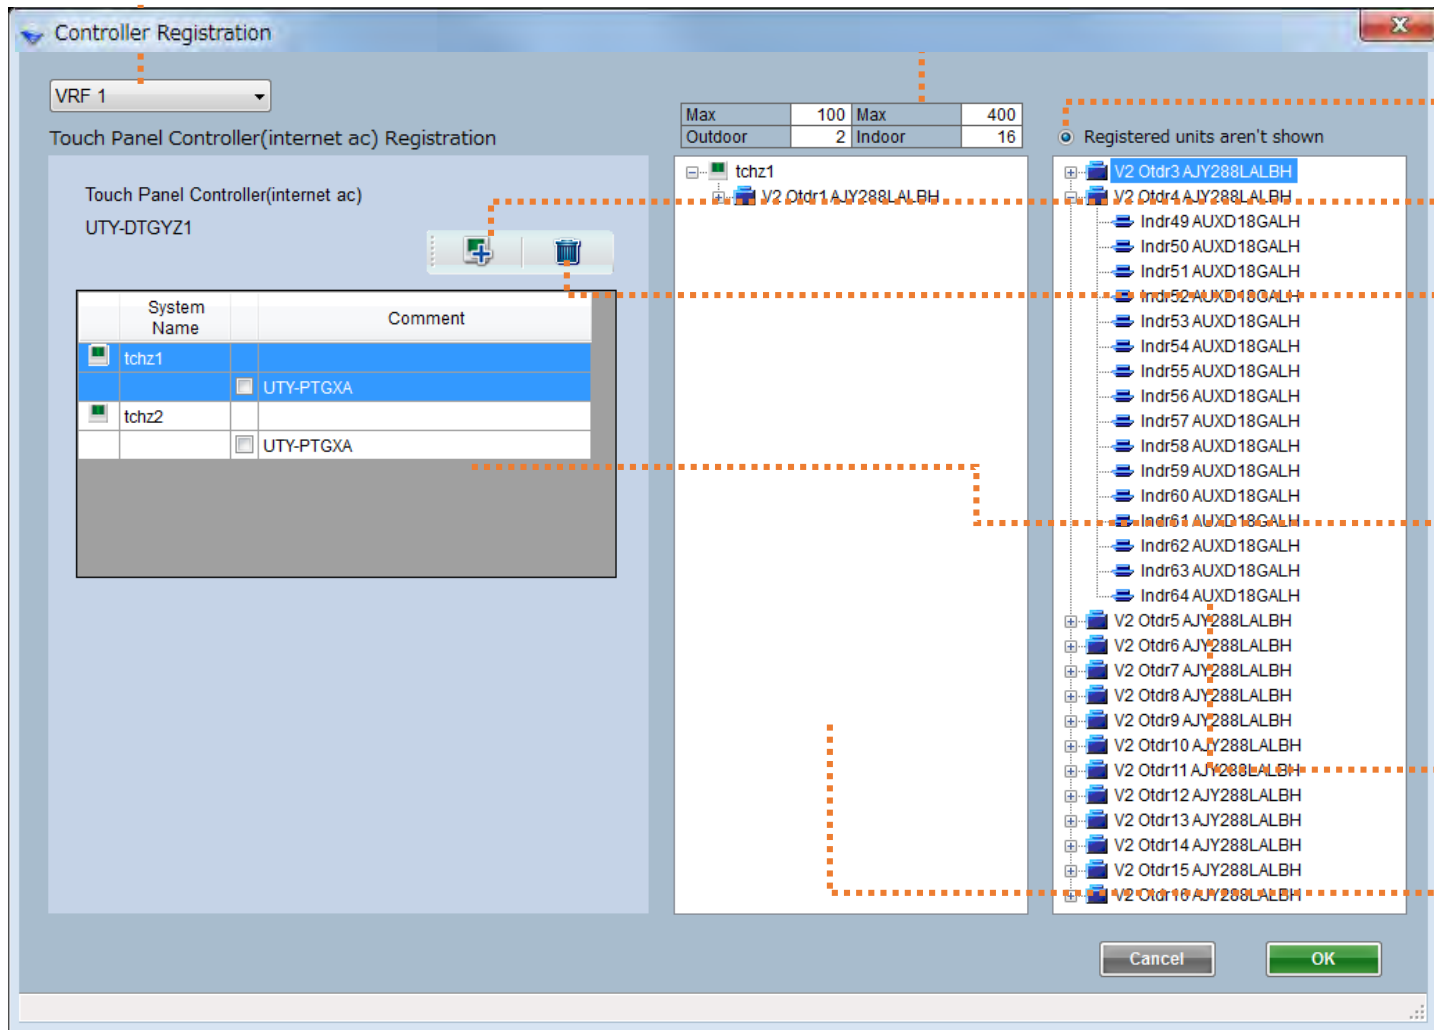 Controller Registration
VRF 1
Touch Panel Controller(internet ac) Registration
Touch Panel Controller(internet ac)
UTY-DTGYZ1
System Name
Comment
tchz1
UTY-PTGXA
tchz2
UTY-PTGXA
Max 100 Max 400
Outdoor 2 Indoor 16
tchz1
V2 Otdr1 AJY288LALBH
Registered units aren't shown
V2 Otdr3 AJY288LALBH
V2 Otdr4 AJY288LALBH
Indr49 AUXD18GALH
Indr50 AUXD18GALH
Indr51 AUXD18GALH
Indr52 AUXD18GALH
Indr53 AUXD18GALH
Indr54 AUXD18GALH
Indr55 AUXD18GALH
Indr56 AUXD18GALH
Indr57 AUXD18GALH
Indr58 AUXD18GALH
Indr59 AUXD18GALH
Indr60 AUXD18GALH
Indr61 AUXD18GALH
Indr62 AUXD18GALH
Indr63 AUXD18GALH
Indr64 AUXD18GALH
V2 Otdr5 AJY288LALBH
V2 Otdr6 AJY288LALBH
V2 Otdr7 AJY288LALBH
V2 Otdr8 AJY288LALBH
V2 Otdr9 AJY288LALBH
V2 Otdr10 AJY288LALBH
V2 Otdr11 AJY288LALBH
V2 Otdr12 AJY288LALBH
V2 Otdr13 AJY288LALBH
V2 Otdr14 AJY288LALBH
V2 Otdr15 AJY288LALBH
V2 Otdr16 AJY288LALBH
Cancel
OK